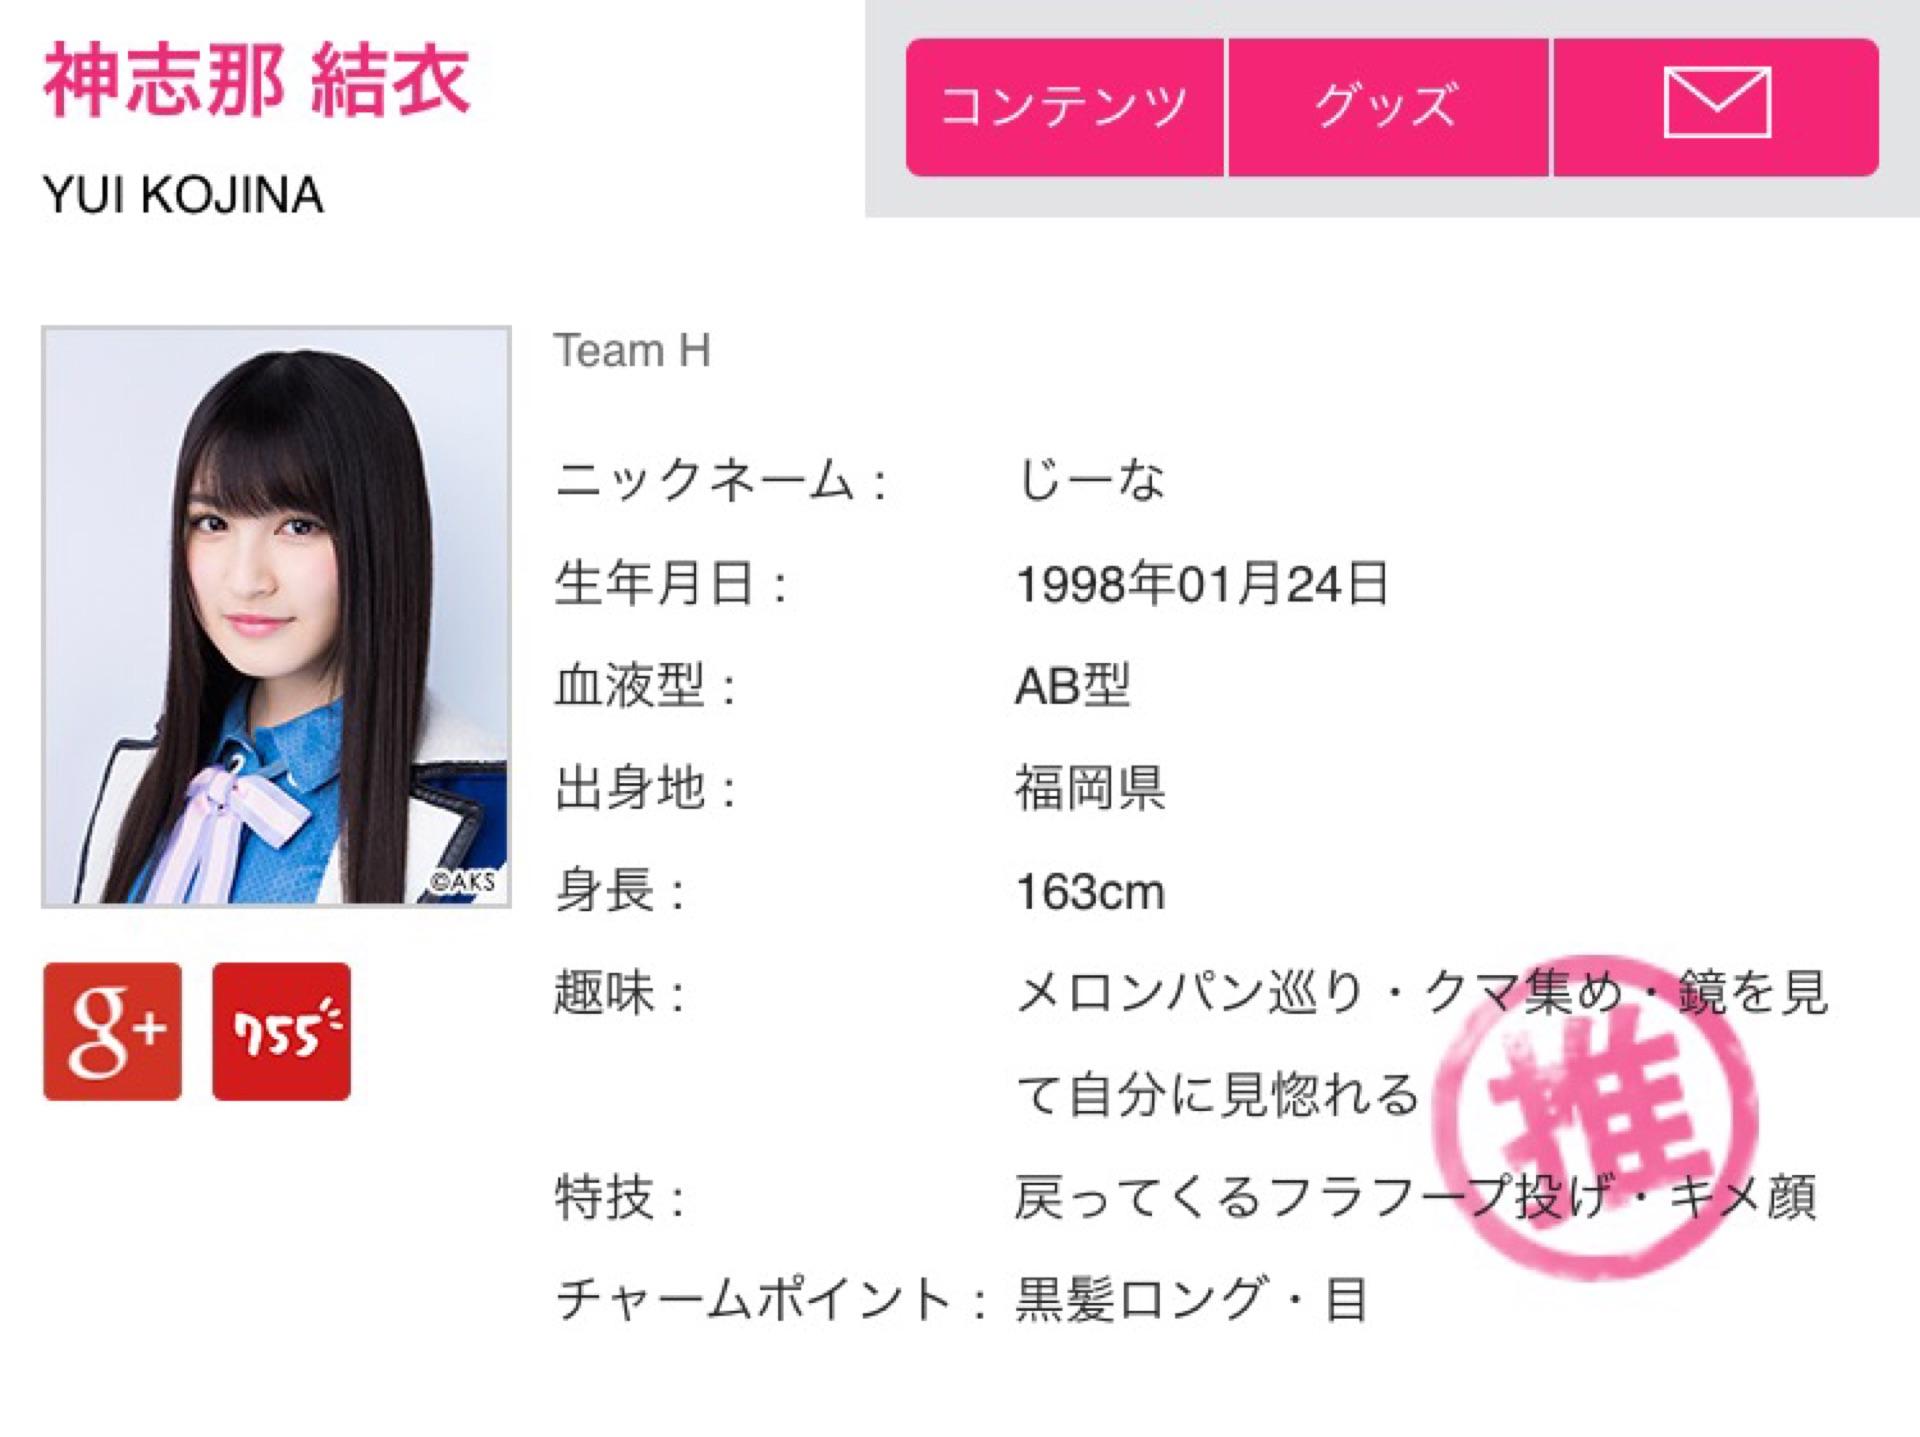 神志那 結衣
YUI KOJINA
コンテンツ
グッズ
Team H
ニックネーム : じーな
生年月日 : 1998年01月24日
血液型 : AB型
出身地 : 福岡県
身長 : 163cm
趣味 : メロンパン巡り・クマ集め・鏡を見
て自分に見惚れる
特技 : 戻ってくるフラフープ投げ・キメ顔
チャームポイント : 黒髪ロング・目
推
©AKS
g+
755